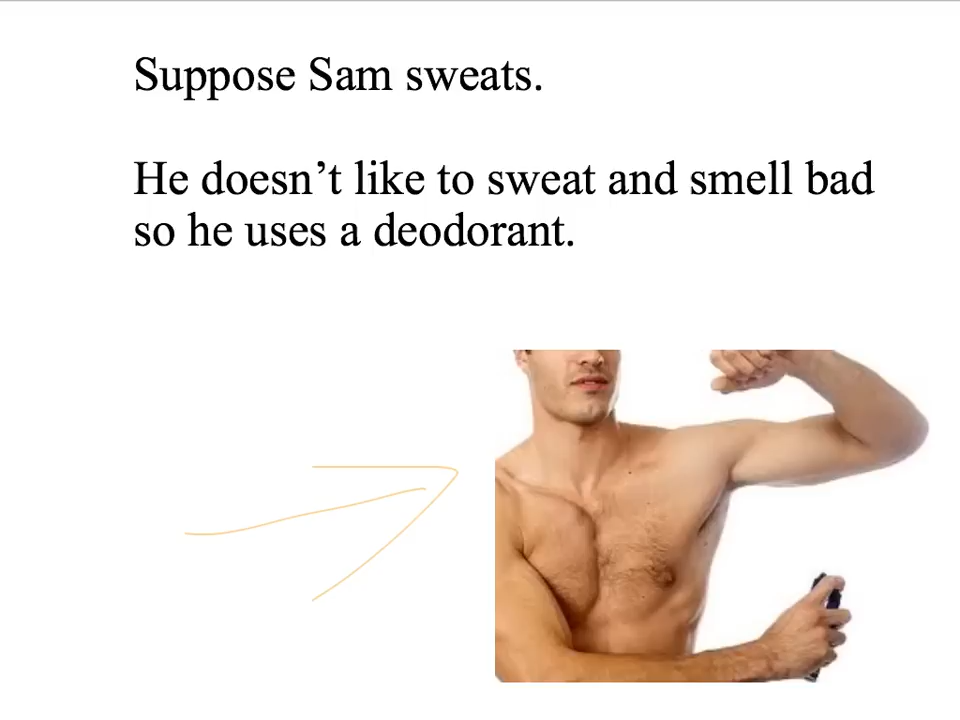 Suppose Sam sweats.
He doesn’t like to sweat and smell bad
so he uses a deodorant.